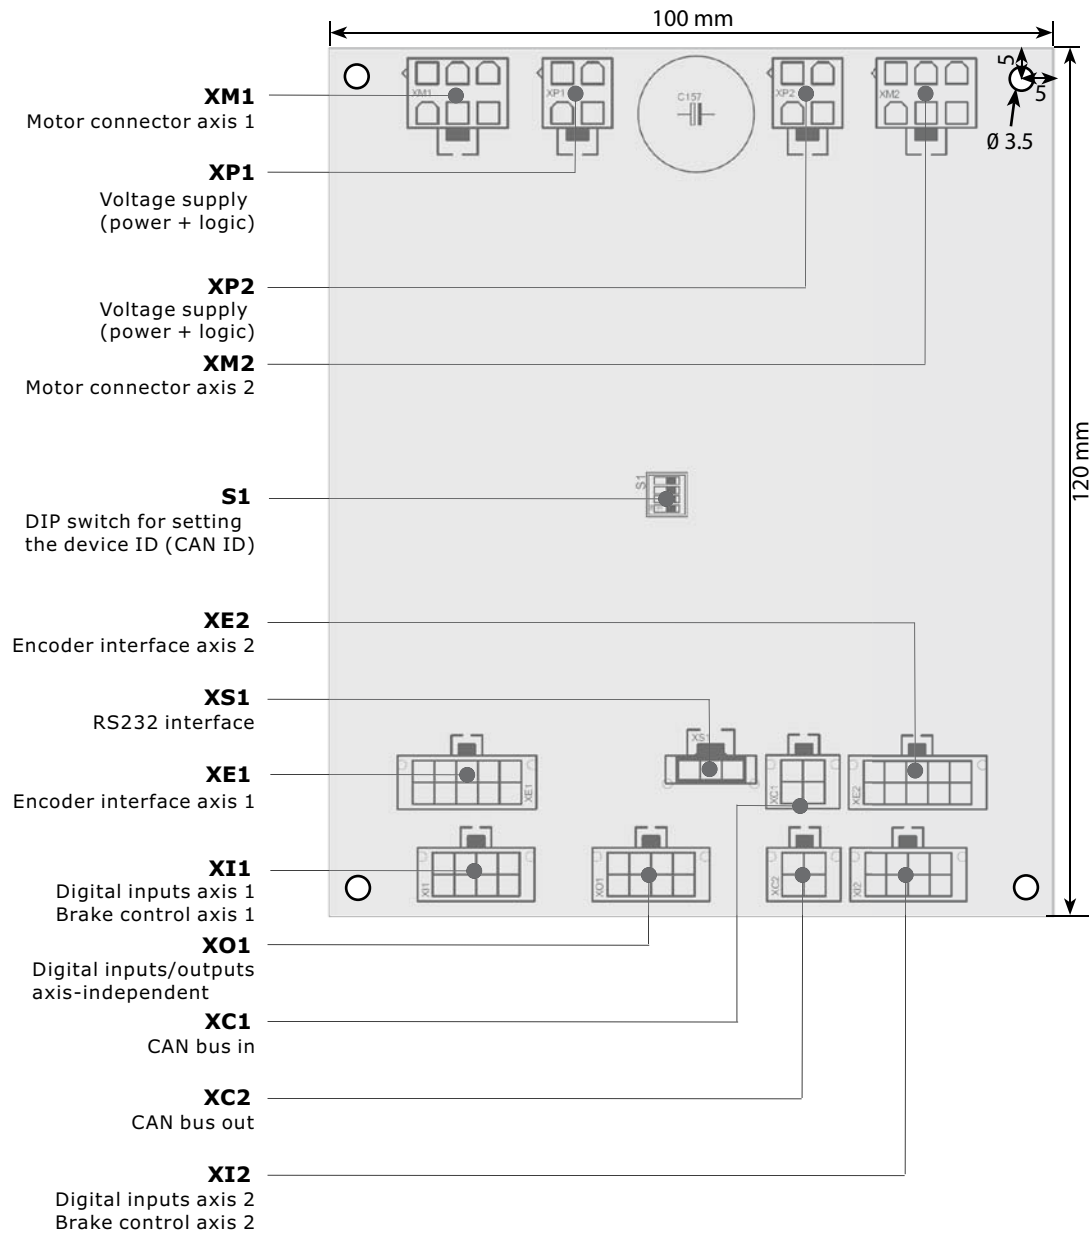 100 mm
5
5
Ø 3.5
120 mm
XM1
Motor connector axis 1
XP1
Voltage supply
(power + logic)
XP2
Voltage supply
(power + logic)
XM2
Motor connector axis 2
S1
DIP switch for setting
the device ID (CAN ID)
XE2
Encoder interface axis 2
XS1
RS232 interface
XE1
Encoder interface axis 1
XI1
Digital inputs axis 1
Brake control axis 1
XO1
Digital inputs/outputs
axis-independent
XC1
CAN bus in
XC2
CAN bus out
XI2
Digital inputs axis 2
Brake control axis 2
XM1
XP1
C157
XP2
XM2
S1
XS1
XE1
XC1
XE2
XI1
XO1
XC2
XI2